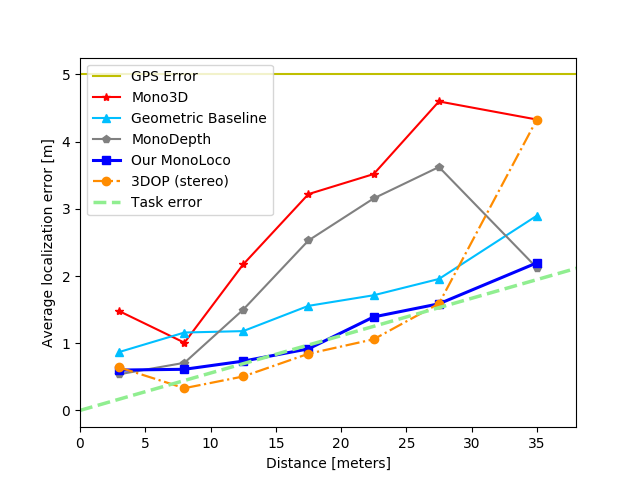 GPS Error
Mono3D
Geometric Baseline
MonoDepth
Our MonoLoco
3DOP (stereo)
Task error
Average localization error [m]
5
4
3
2
1
0
0 5 10 15 20 25 30 35
Distance [meters]